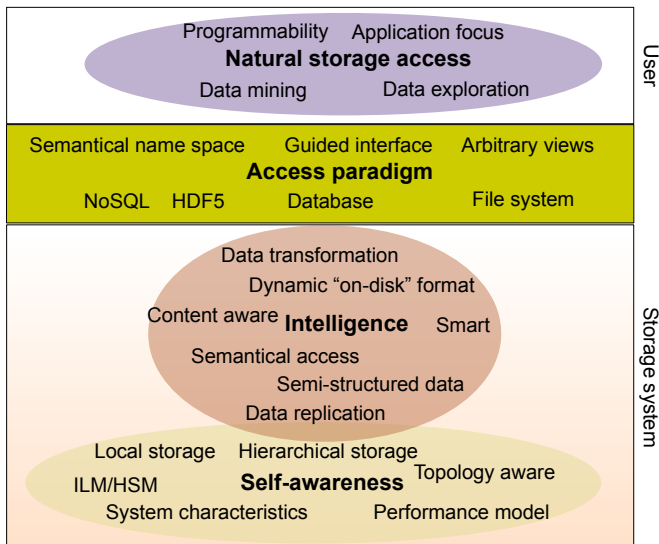 Programmability Application focus
Natural storage access
Data mining Data exploration
User
Semantical name space Guided interface Arbitrary views
Access paradigm
NoSQL HDF5 Database File system
Data transformation
Dynamic “on-disk” format
Content aware Intelligence Smart
Semantical access
Semi-structured data
Data replication
Local storage Hierarchical storage
Topology aware
ILM/HSM Self-awareness
System characteristics Performance model
Storage system